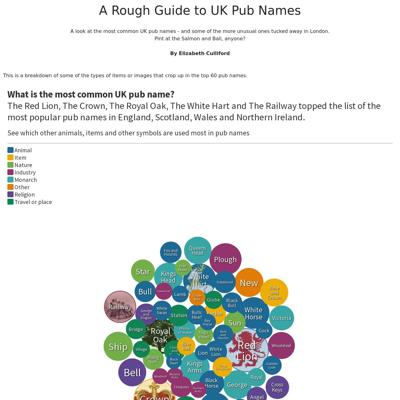 A Rough Guide to UK Pub Names
A look at the most common UK pub names - and some of the more unusual ones tucked away in London.
Pint at the Salmon and Ball, anyone?
By Elizabeth Culliford
This is a breakdown of some of the types of items or images that crop up in the top 60 pub names.
What is the most common UK pub name?
The Red Lion, The Crown, The Royal Oak, The White Hart and The Railway topped the list of the
most popular pub names in England, Scotland, Wales and Northern Ireland.
See which other animals, items and other symbols are used most in pub names
Animal
Item
Nature
Industry
Monarch
Other
Religion
Travel or place
Queens
Head
Plough
Star
Kings
Head
White
Hart
New
Bull
Lamb
Globe
Black
Bull
Railway
Station
White
Horse
Victoria
Sun
Bridge
Royal
Oak
Cock
Ship
Lion
White
Lion
Red
Lion
Bell
Kings
Arms
Black
Horse
George
Royal
Cross
Keys
Crown
Angel